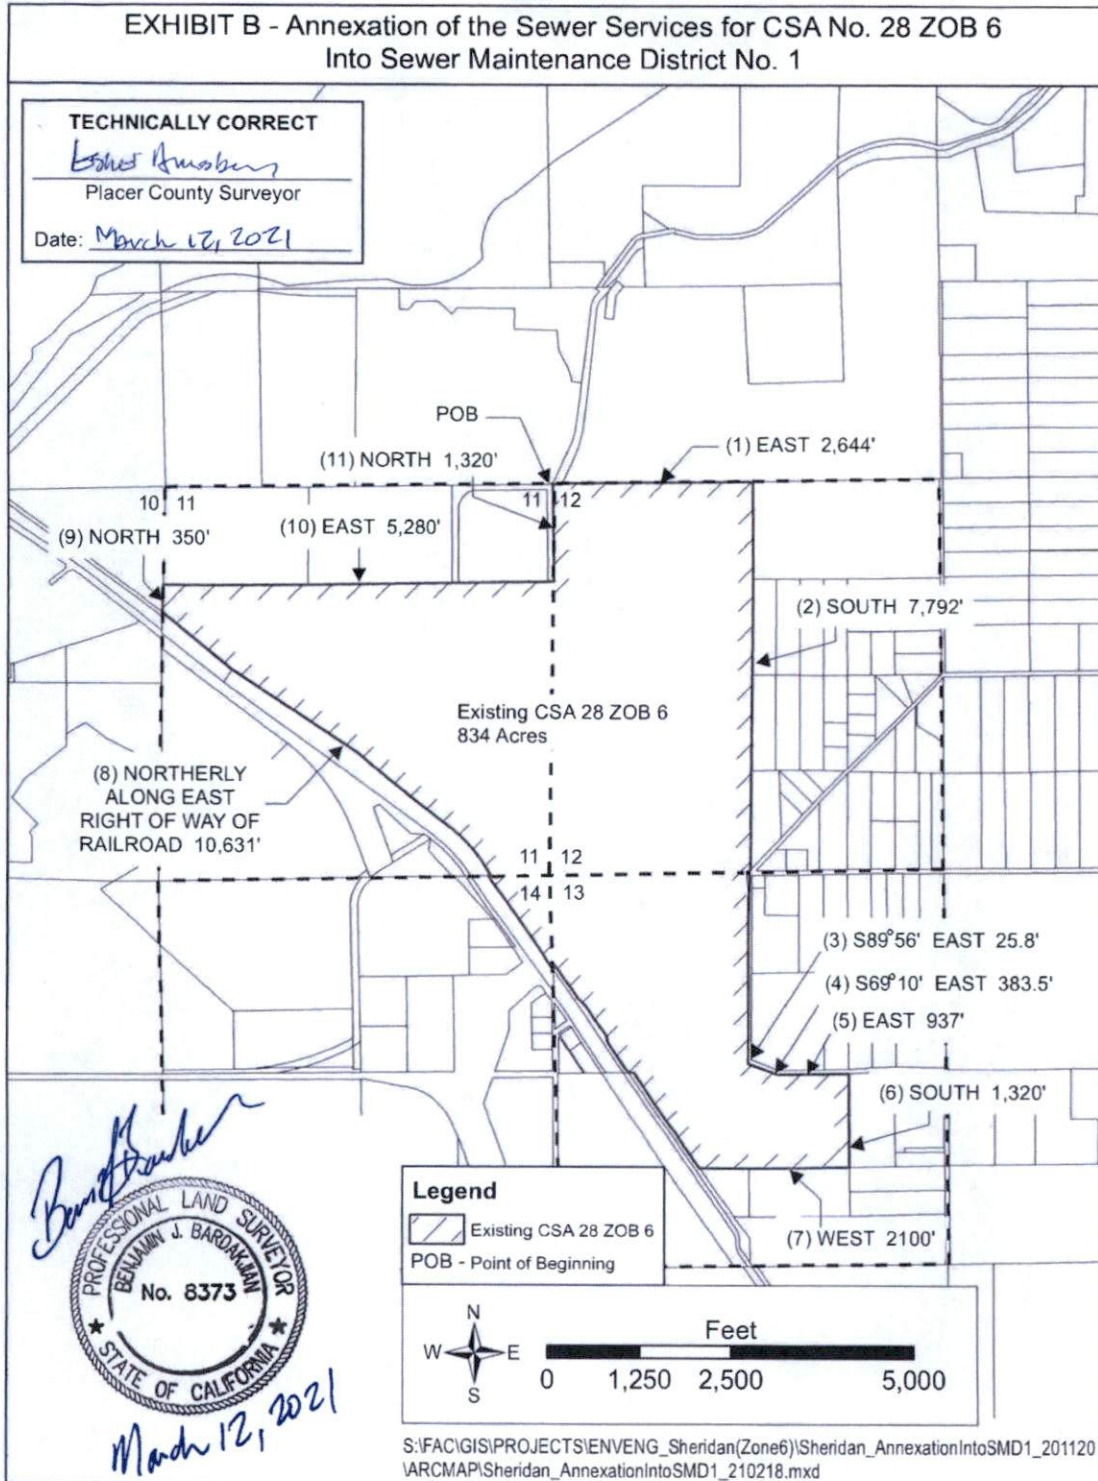 EXHIBIT B - Annexation of the Sewer Services for CSA No. 28 ZOB 6
Into Sewer Maintenance District No. 1
TECHNICALLY CORRECT
Placer County Surveyor
Date: March 12, 2021
POB
(1) EAST 2,644'
(11) NORTH 1,320'
10 11
11 12
(9) NORTH 350'
(10) EAST 5,280'
(2) SOUTH 7,792'
Existing CSA 28 ZOB 6
834 Acres
(8) NORTHERLY
ALONG EAST
RIGHT OF WAY OF
RAILROAD 10,631'
11 12
14 13
(3) S89°56' EAST 25.8'
(4) S69°10' EAST 383.5'
(5) EAST 937'
(6) SOUTH 1,320'
(7) WEST 2100'
Legend
Existing CSA 28 ZOB 6
POB - Point of Beginning
PROFESSIONAL LAND SURVEYOR
BENJAMIN J. BARDAKJIAN
No. 8373
STATE OF CALIFORNIA
March 12, 2021
N
W E
S
Feet
0 1,250 2,500 5,000
S:\FAC\GIS\PROJECTS\ENVENG_Sheridan(Zone6)\Sheridan_AnnexationIntoSMD1_201120
\ARCMAP\Sheridan_AnnexationIntoSMD1_210218.mxd